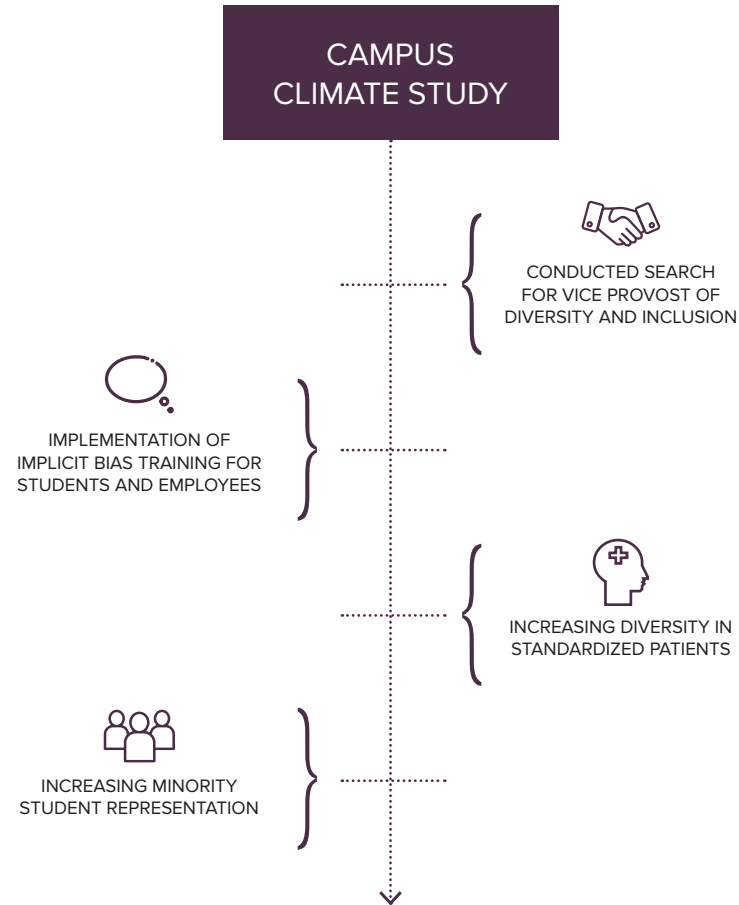 CAMPUS
CLIMATE STUDY
CONDUCTED SEARCH
FOR VICE PROVOST OF
DIVERSITY AND INCLUSION
IMPLEMENTATION OF
IMPLICIT BIAS TRAINING FOR
STUDENTS AND EMPLOYEES
INCREASING DIVERSITY IN
STANDARDIZED PATIENTS
INCREASING MINORITY
STUDENT REPRESENTATION